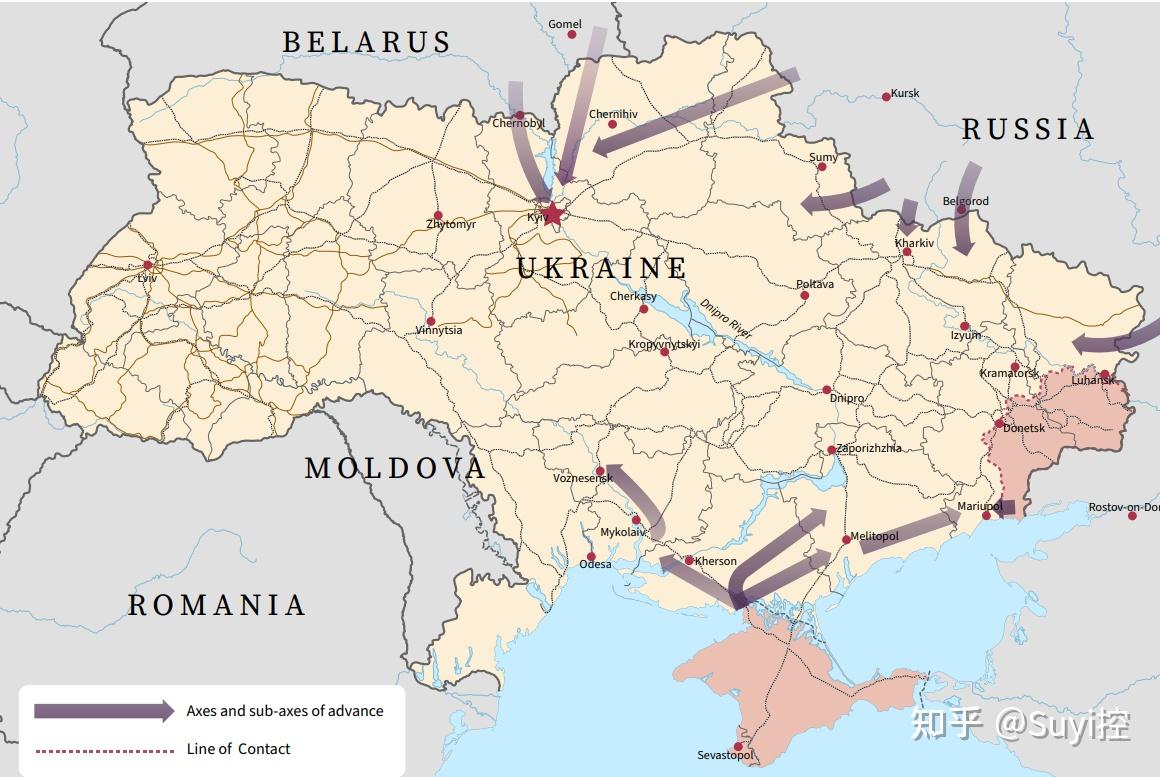 Gomel
BELARUS
Kursk
Chernobyl
Chernihiv
RUSSIA
Sumy
Belgorod
Zhytomyr
Kyiv
Kharkiv
Lviv
UKRAINE
Poltava
Cherkasy
Dnipro River
Vinnytsia
Izyum
Kropyvnytskyi
Kramatorsk
Luhansk
Dnipro
Donetsk
Zaporizhzhia
MOLDOVA
Voznesensk
Mariupol
Rostov-on-Don
Mykolaiv
Melitopol
Odesa
Kherson
ROMANIA
Axes and sub-axes of advance
Line of Contact
Sevastopol
知乎 @Suyi控